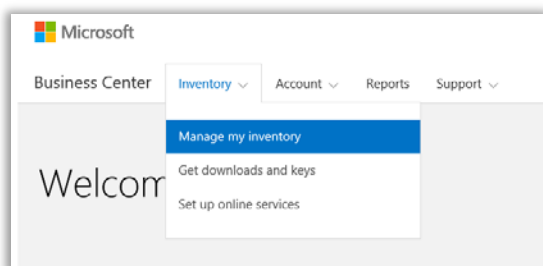 Microsoft
Business Center Inventory Account Reports Support
Manage my inventory
Get downloads and keys
Set up online services
Welcom